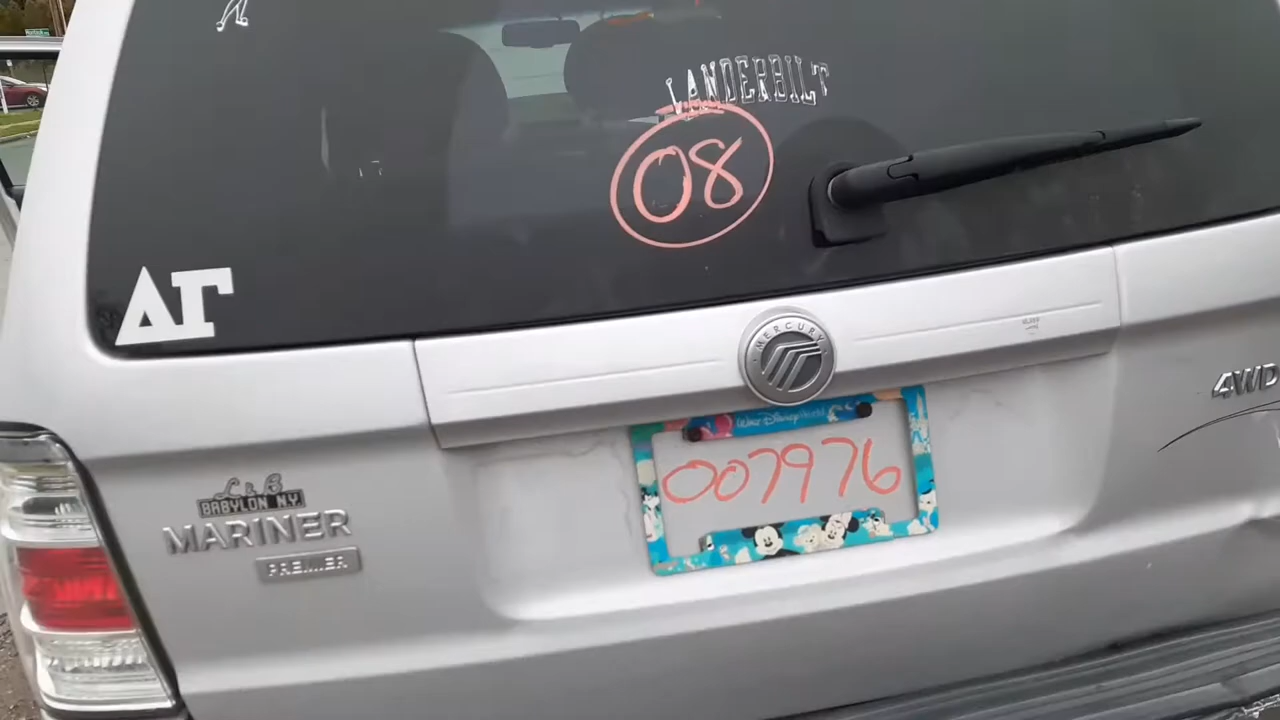 LANDERBILT
08
ΔΓ
MERCURY
4WD
Walt Disney World
007976
L & B
BABYLON N.Y.
MARINER
PREMIER